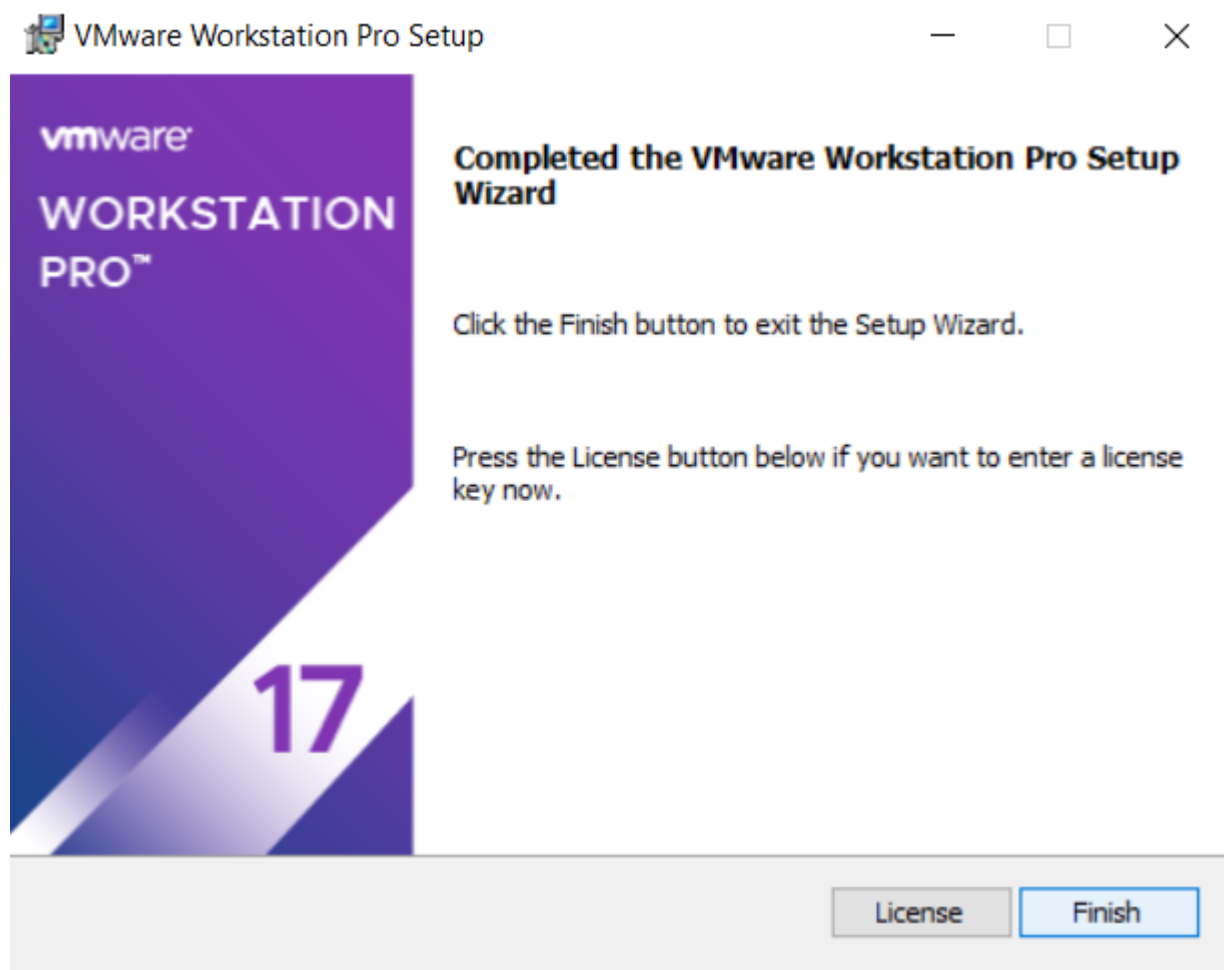 VMware Workstation Pro Setup
vmware®
WORKSTATION
PRO™
Completed the VMware Workstation Pro Setup
Wizard
Click the Finish button to exit the Setup Wizard.
Press the License button below if you want to enter a license
key now.
17
License
Finish